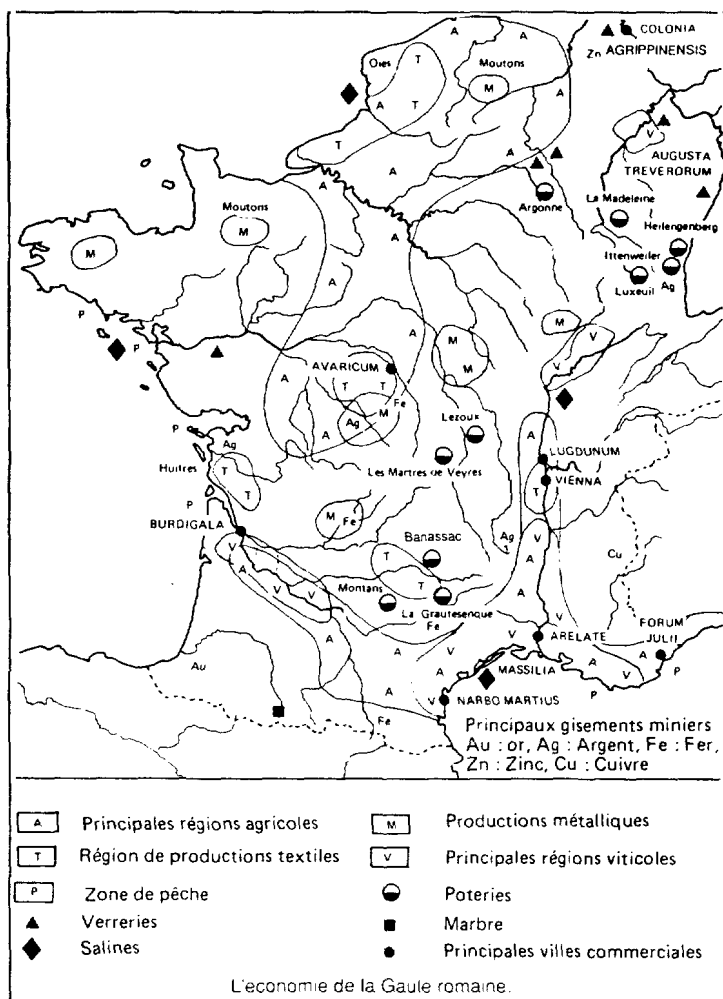 COLONIA
Zn AGRIPPINENSIS
A
A
Oies
T
Moutons
M
A
T
A
T
A
A
V
AUGUSTA
TREVERORUM
Argonne
La Madeleine
Heilengenberg
Ittenweiler
Ag
Luxeuil
Moutons
M
M
A
A
A
P
P
AVARICUM
A
T
T
Fe
M
Ag
A
A
M
M
M
V
V
Lezoux
Les Martres de Veyres
A
LUGDUNUM
VIENNA
T
P
Ag
Huîtres
T
T
P
BURDIGALA
M
Fe
V
A
V
V
V
Banassac
T
T
Montans
La Grautesenque
Fe
Ag
V
A
A
V
Cu
ARELATE
FORUM
JULII
A
A
V
P
P
MASSILIA
V
V
A
A
A
V
NARBO MARTIUS
Au
Fe
Principaux gisements miniers
Au : or, Ag : Argent, Fe : Fer,
Zn : Zinc, Cu : Cuivre
A Principales régions agricoles
M Productions métalliques
T Région de productions textiles
V Principales régions viticoles
P Zone de pêche
Poteries
Verreries
Marbre
Salines
Principales villes commerciales
L'économie de la Gaule romaine.